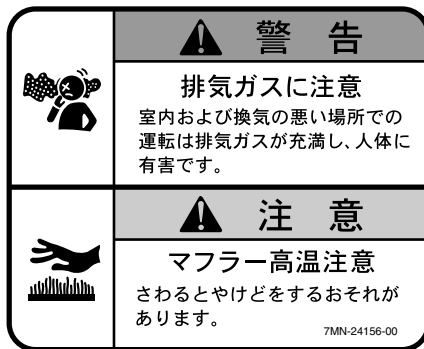 警告
排気ガスに注意
室内および換気の悪い場所での
運転は排気ガスが充満し、人体に
有害です。
注意
マフラー高温注意
さわるとやけどをするおそれが
あります。
7MN-24156-00